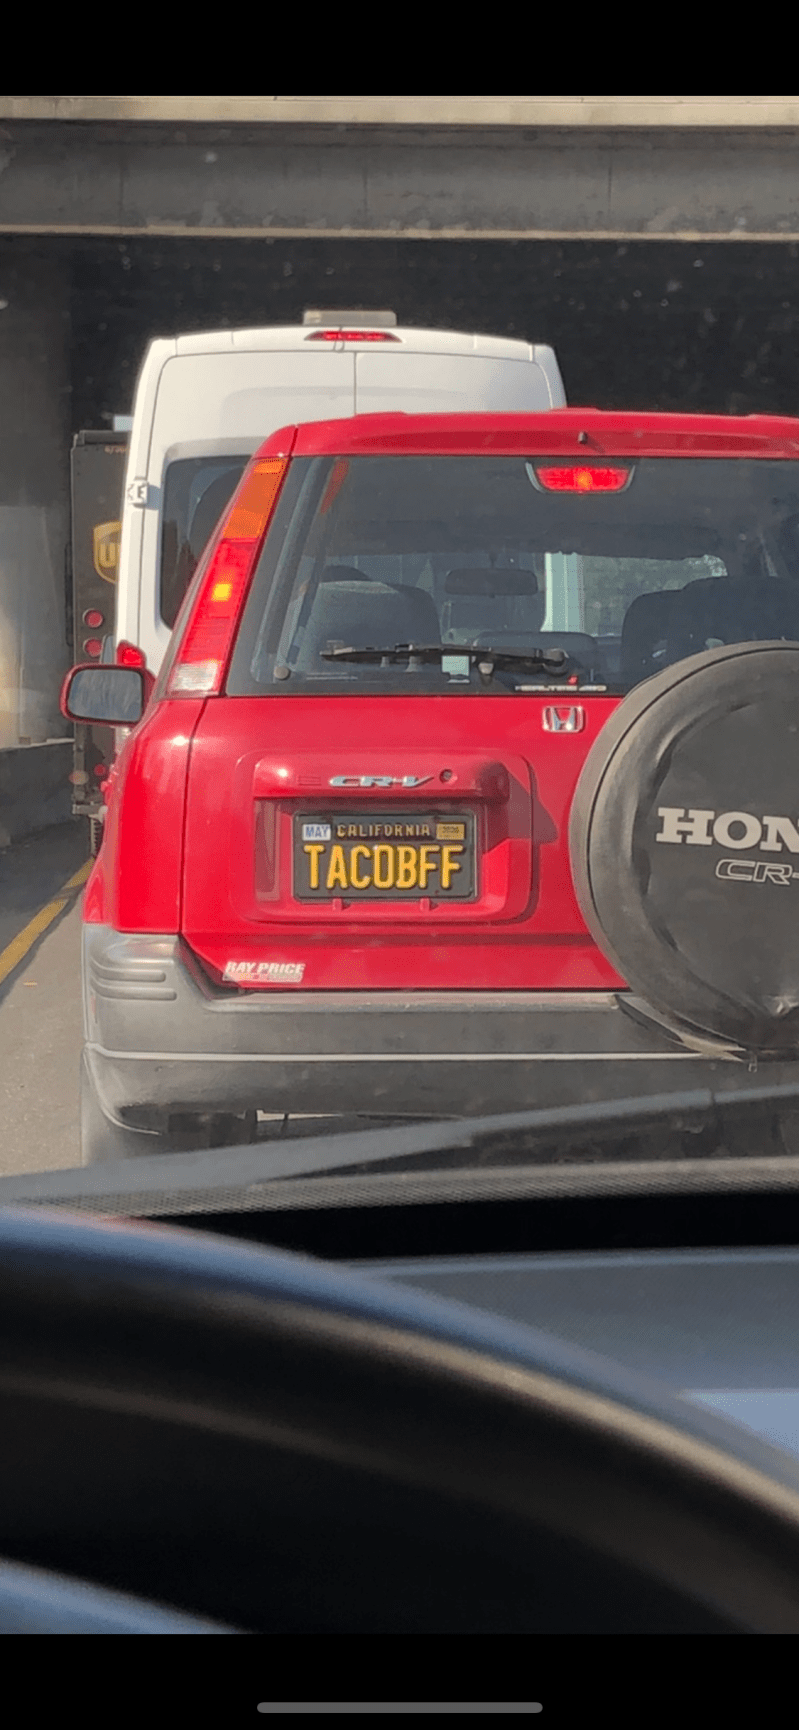 CR-V
MAY CALIFORNIA
TACOBFF
RAY PRICE
HON
CR-